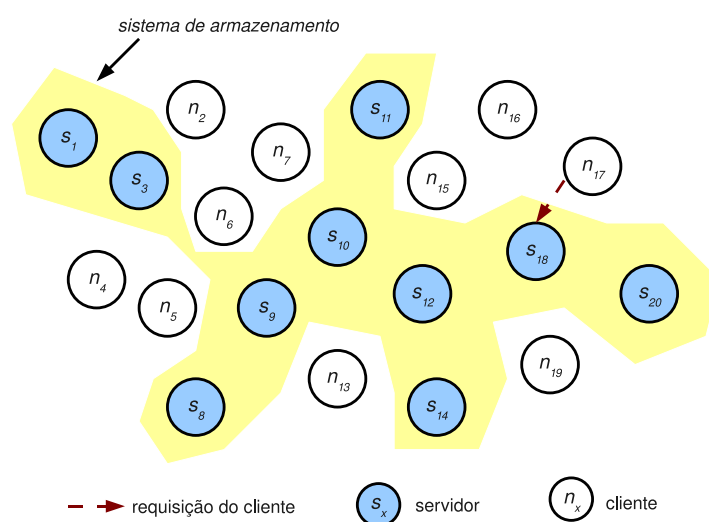 sistema de armazenamento
n2
s11
n16
s1
n7
n17
s3
n15
n6
s10
s18
n4
n5
s9
s12
s20
n13
n19
s8
s14
requisição do cliente
sx
servidor
nx
cliente